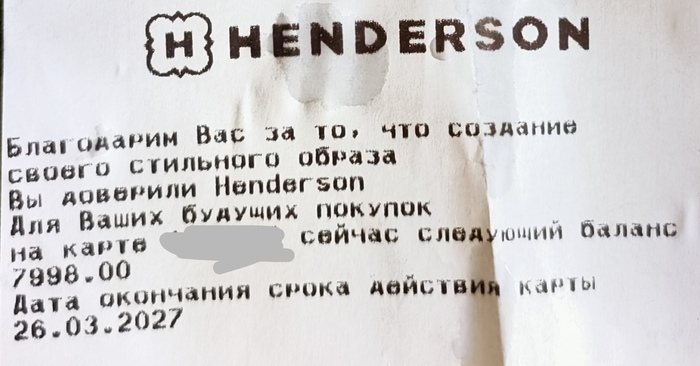 H HENDERSON
Благодарим Вас за то, что создание
своего стильного образа
Вы доверили Henderson
Для Ваших будущих покупок
на карте сейчас следующий баланс
7998.00
Дата окончания срока действия карты
26.03.2027